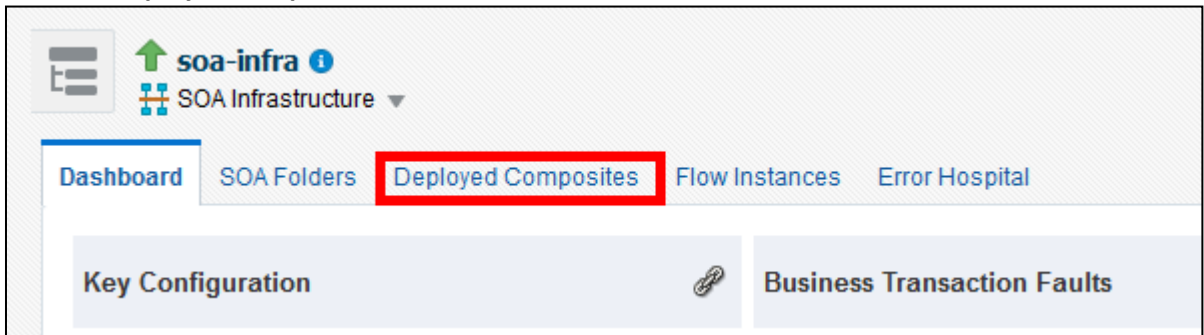 soa-infra
SOA Infrastructure
Dashboard SOA Folders Deployed Composites Flow Instances Error Hospital
Key Configuration Business Transaction Faults